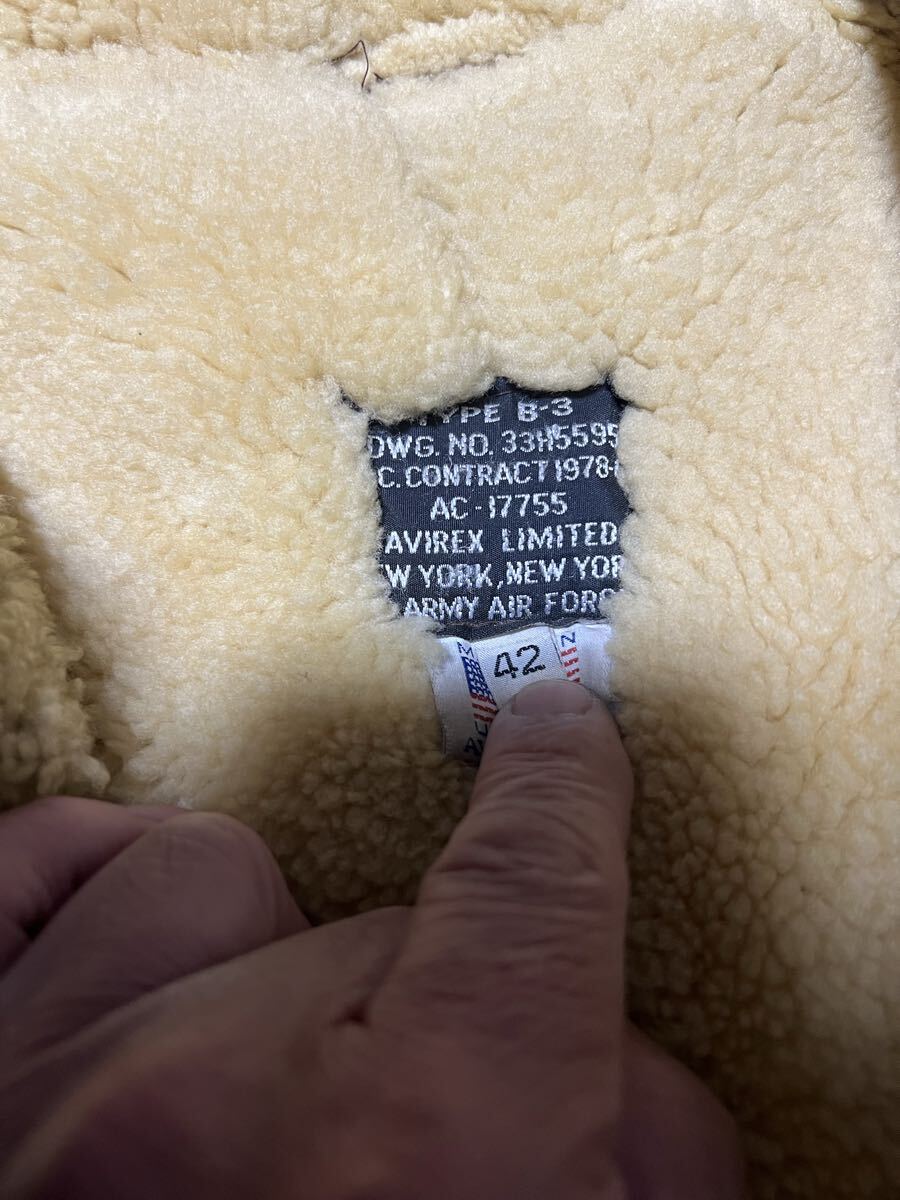 TYPE B-3
DWG. NO. 33H5595
C. CONTRACT 1978-
AC-17755
AVIREX LIMITED
W YORK, NEW YOR
ARMY AIR FORC
42